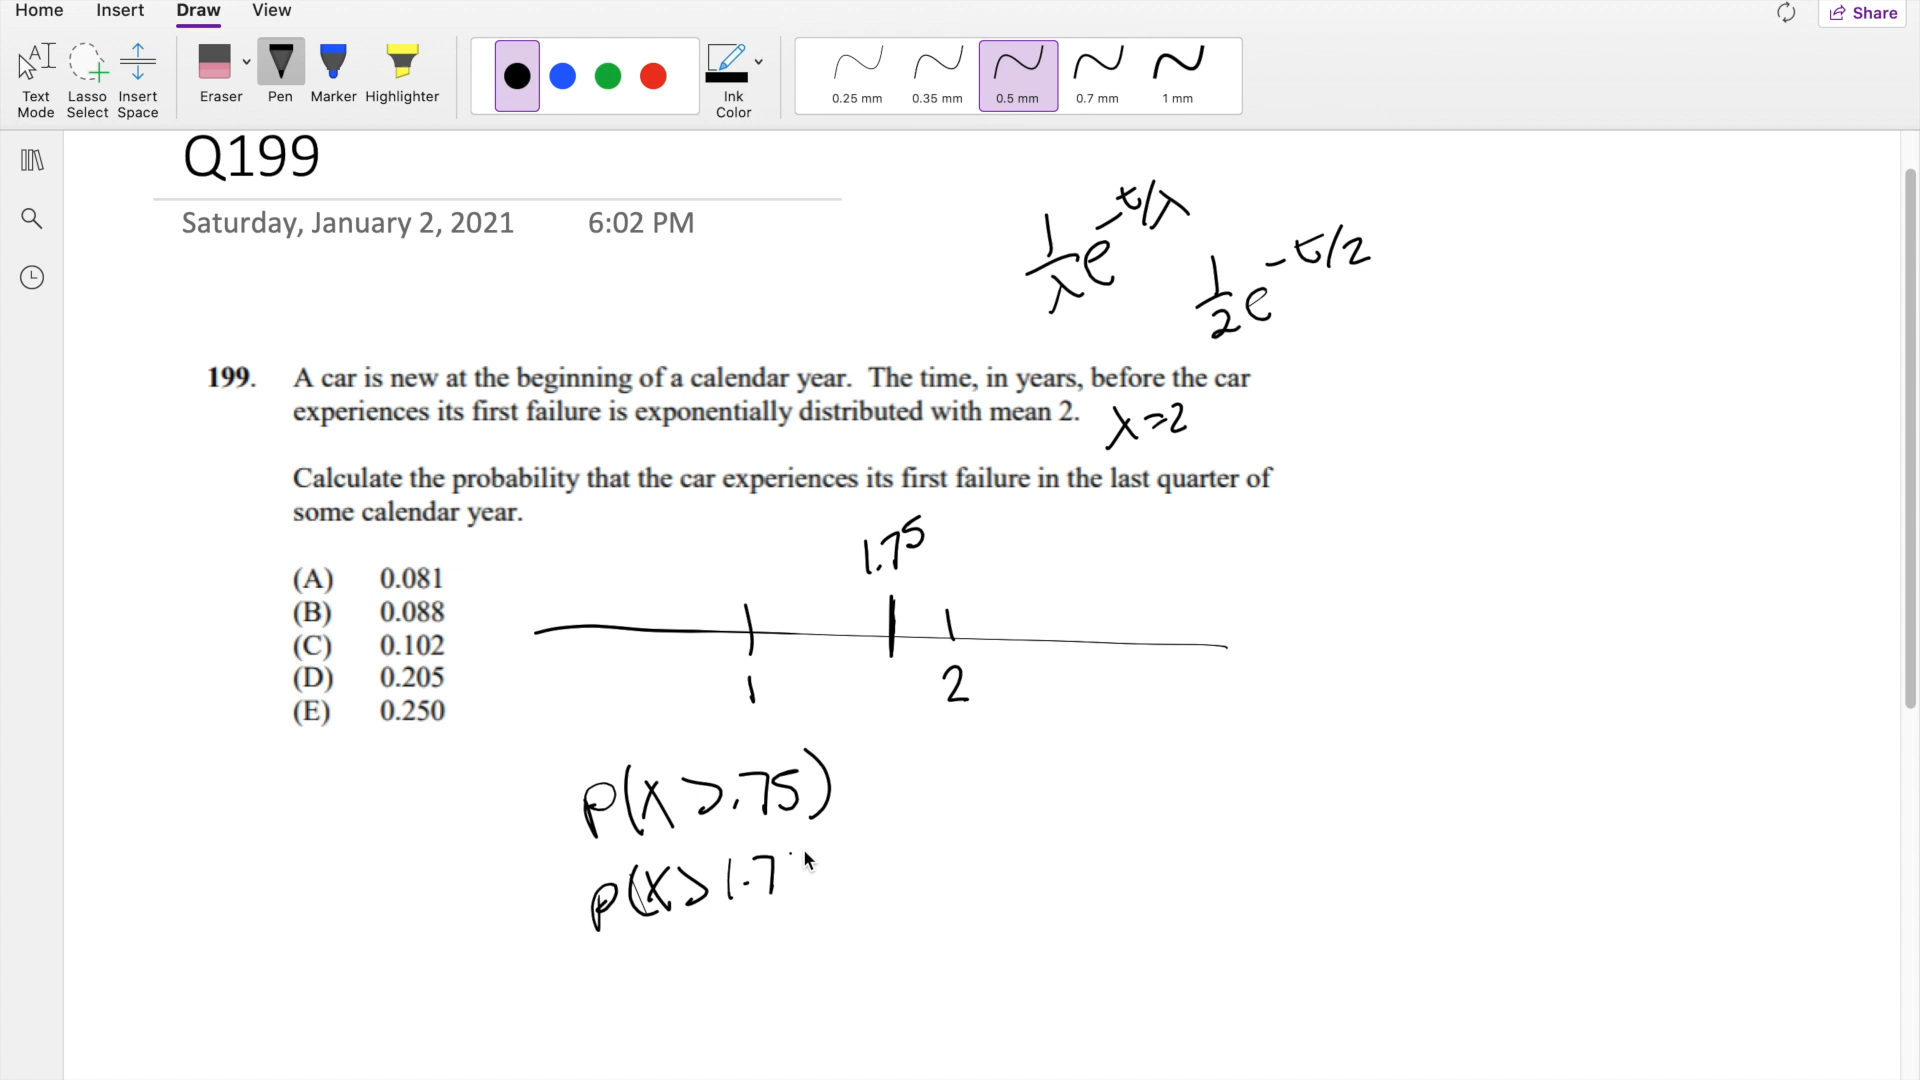 Home Insert Draw View
Share
Text Mode
Lasso Select
Insert Space
Eraser
Pen
Marker
Highlighter
Ink Color
0.25 mm
0.35 mm
0.5 mm
0.7 mm
1 mm
Q199
Saturday, January 2, 2021 6:02 PM
1/λ e^-t/λ
1/2 e^-t/2
199. A car is new at the beginning of a calendar year. The time, in years, before the car
experiences its first failure is exponentially distributed with mean 2.
λ=2
Calculate the probability that the car experiences its first failure in the last quarter of
some calendar year.
1.75
(A) 0.081
(B) 0.088
(C) 0.102
(D) 0.205
(E) 0.250
1 2
P(X>.75)
P(X>1.7